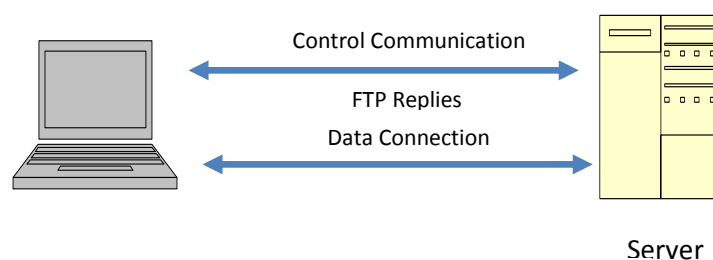 Control Communication
FTP Replies
Data Connection
Server